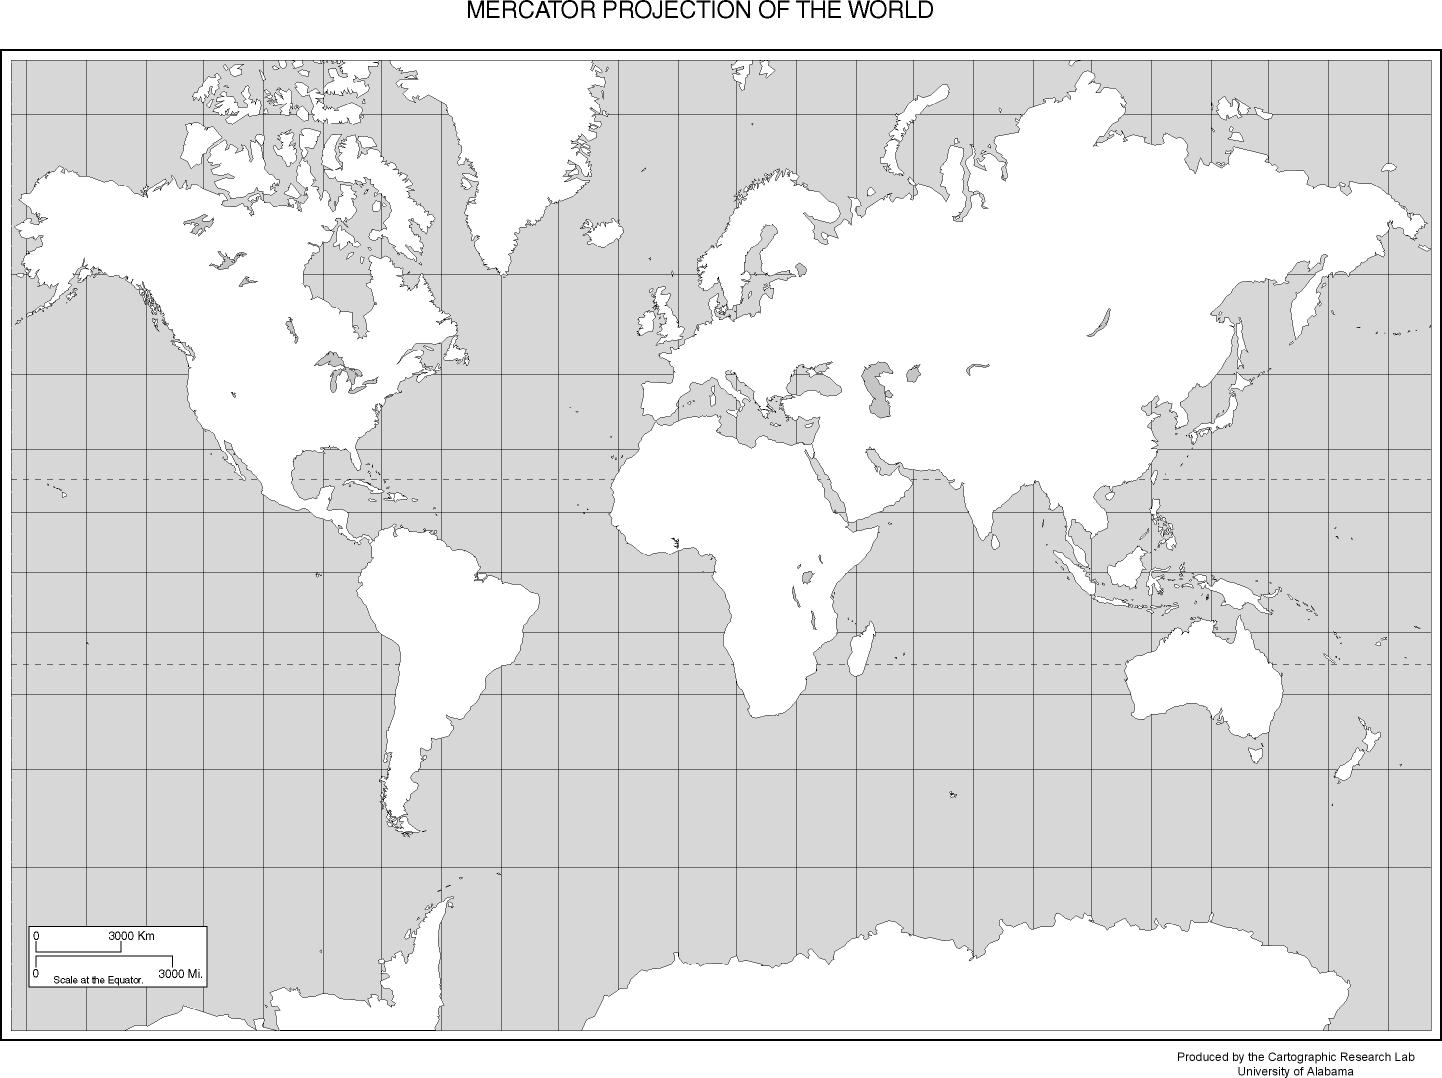 MERCATOR PROJECTION OF THE WORLD
0 3000 Km
0 3000 Mi.
Scale at the Equator.
Produced by the Cartographic Research Lab
University of Alabama